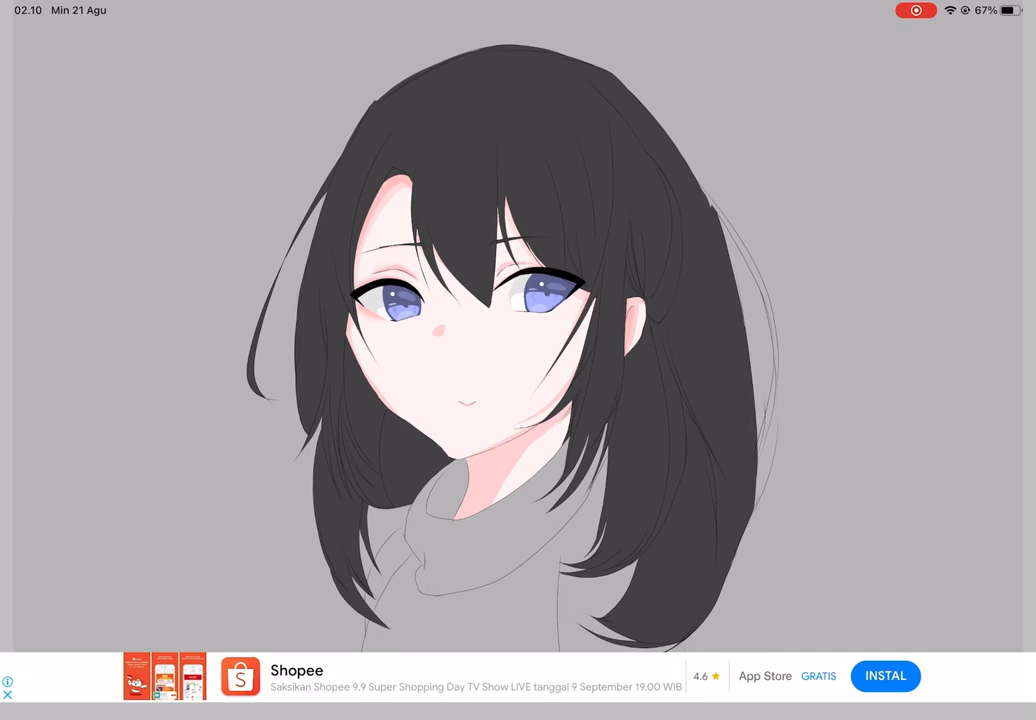 02.10 Min 21 Agu
67%
Shopee
Saksikan Shopee 9.9 Super Shopping Day TV Show LIVE tanggal 9 September 19.00 WIB
4.6 ★
App Store GRATIS
INSTAL